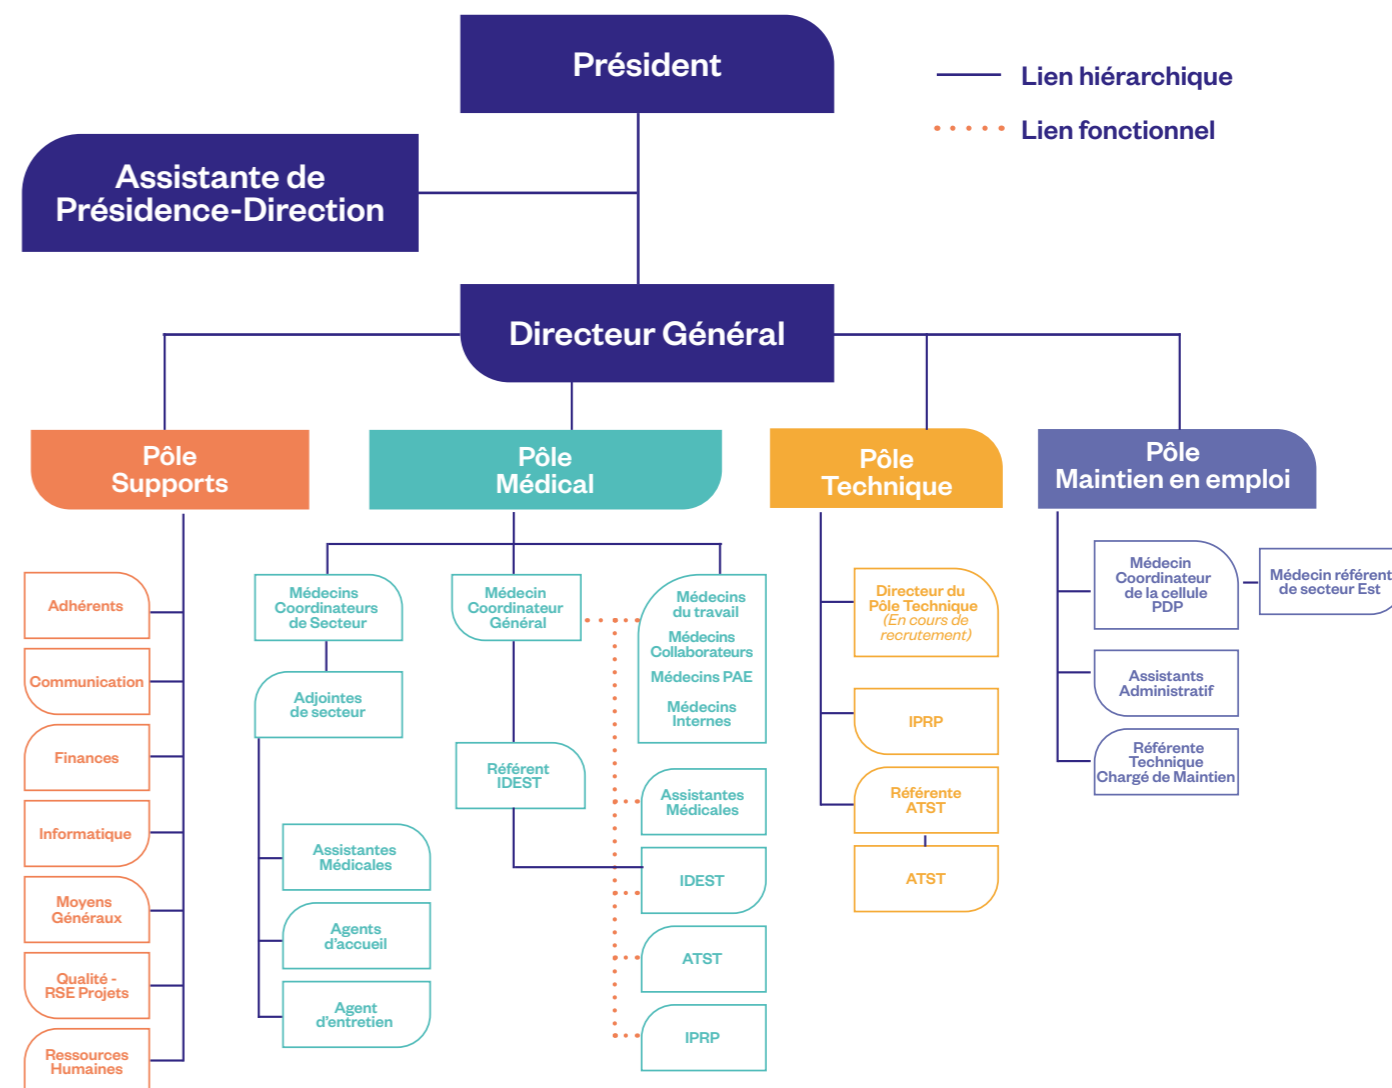 Président
Lien hiérarchique
Lien fonctionnel
Assistante de
Présidence-Direction
Directeur Général
Pôle
Supports
Adhérents
Communication
Finances
Informatique
Moyens
Généraux
Qualité -
RSE Projets
Ressources
Humaines
Pôle
Médical
Médecins
Coordinateurs
de Secteur
Adjointes
de secteur
Assistantes
Médicales
Agents
d'accueil
Agent
d'entretien
Médecin
Coordinateur
Général
Référent
IDEST
Médecins
du travail
Médecins
Collaborateurs
Médecins PAE
Médecins
Internes
Assistantes
Médicales
IDEST
ATST
IPRP
Pôle
Technique
Directeur du
Pôle Technique
(En cours de
recrutement)
IPRP
Référente
ATST
ATST
Pôle
Maintien en emploi
Médecin
Coordinateur
de la cellule
PDP
Médecin référent
de secteur Est
Assistants
Administratif
Référente
Technique
Chargé de Maintien